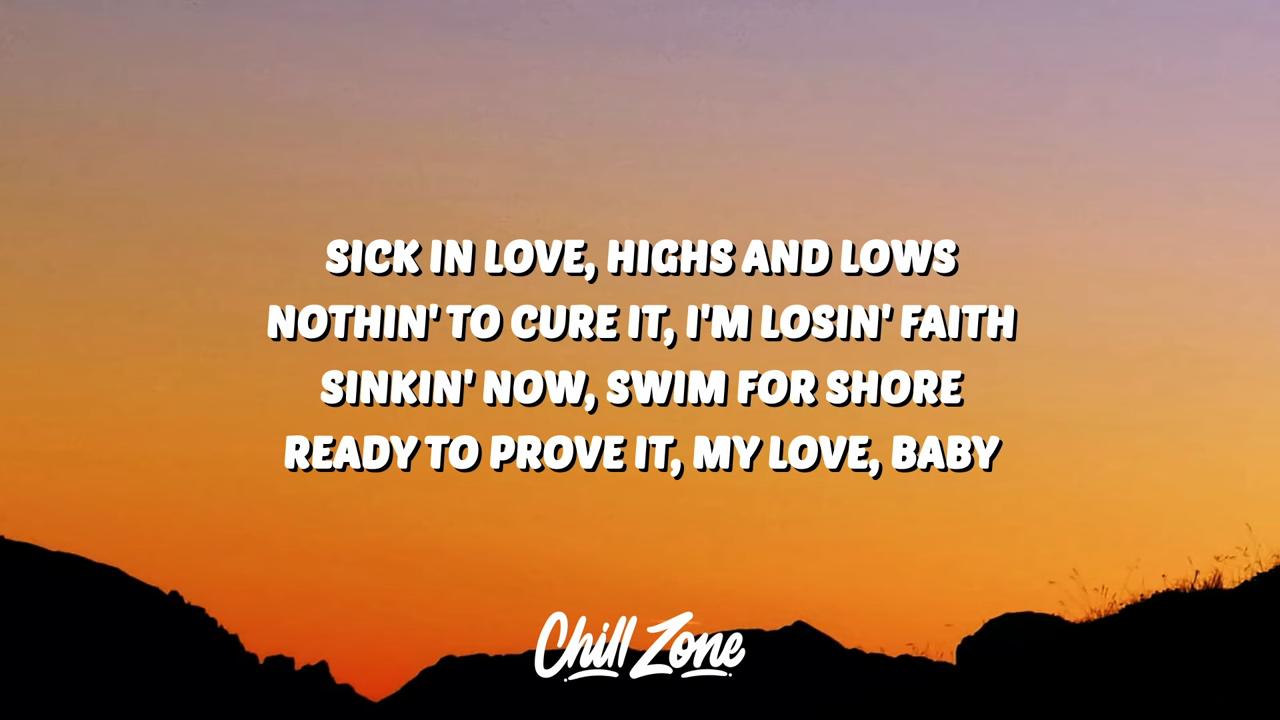 SICK IN LOVE, HIGHS AND LOWS
NOTHIN' TO CURE IT, I'M LOSIN' FAITH
SINKIN' NOW, SWIM FOR SHORE
READY TO PROVE IT, MY LOVE, BABY
Chill Zone